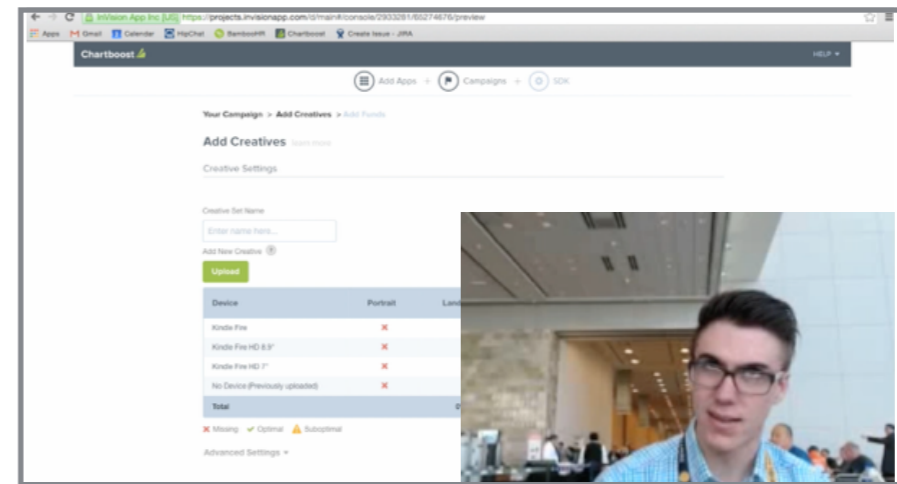 InVision App Inc [US] https://projects.invisionapp.com/d/main#/console/2933281/65274676/preview
Apps Gmail Calendar HipChat BambooHR Chartboost Create Issue - JIRA
Chartboost HELP
Add Apps + Campaigns + SDK
Your Campaign > Add Creatives > Add Funds
Add Creatives learn more
Creative Settings
Creative Set Name
Enter name here...
Add New Creative ?
Upload
Device Portrait
Kindle Fire
Kindle Fire HD 8.9"
Kindle Fire HD 7"
No Device (Previously uploaded)
Total
Missing Optimal Suboptimal
Advanced Settings